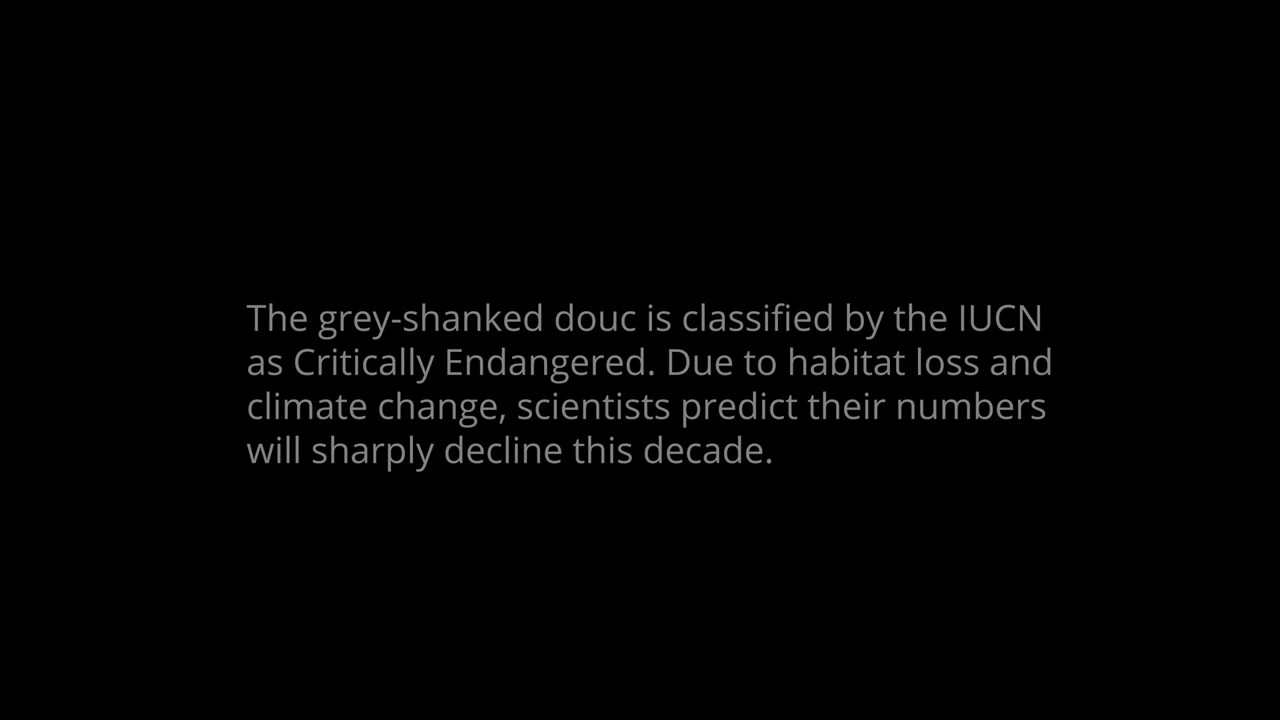 The grey-shanked douc is classified by the IUCN
as Critically Endangered. Due to habitat loss and
climate change, scientists predict their numbers
will sharply decline this decade.